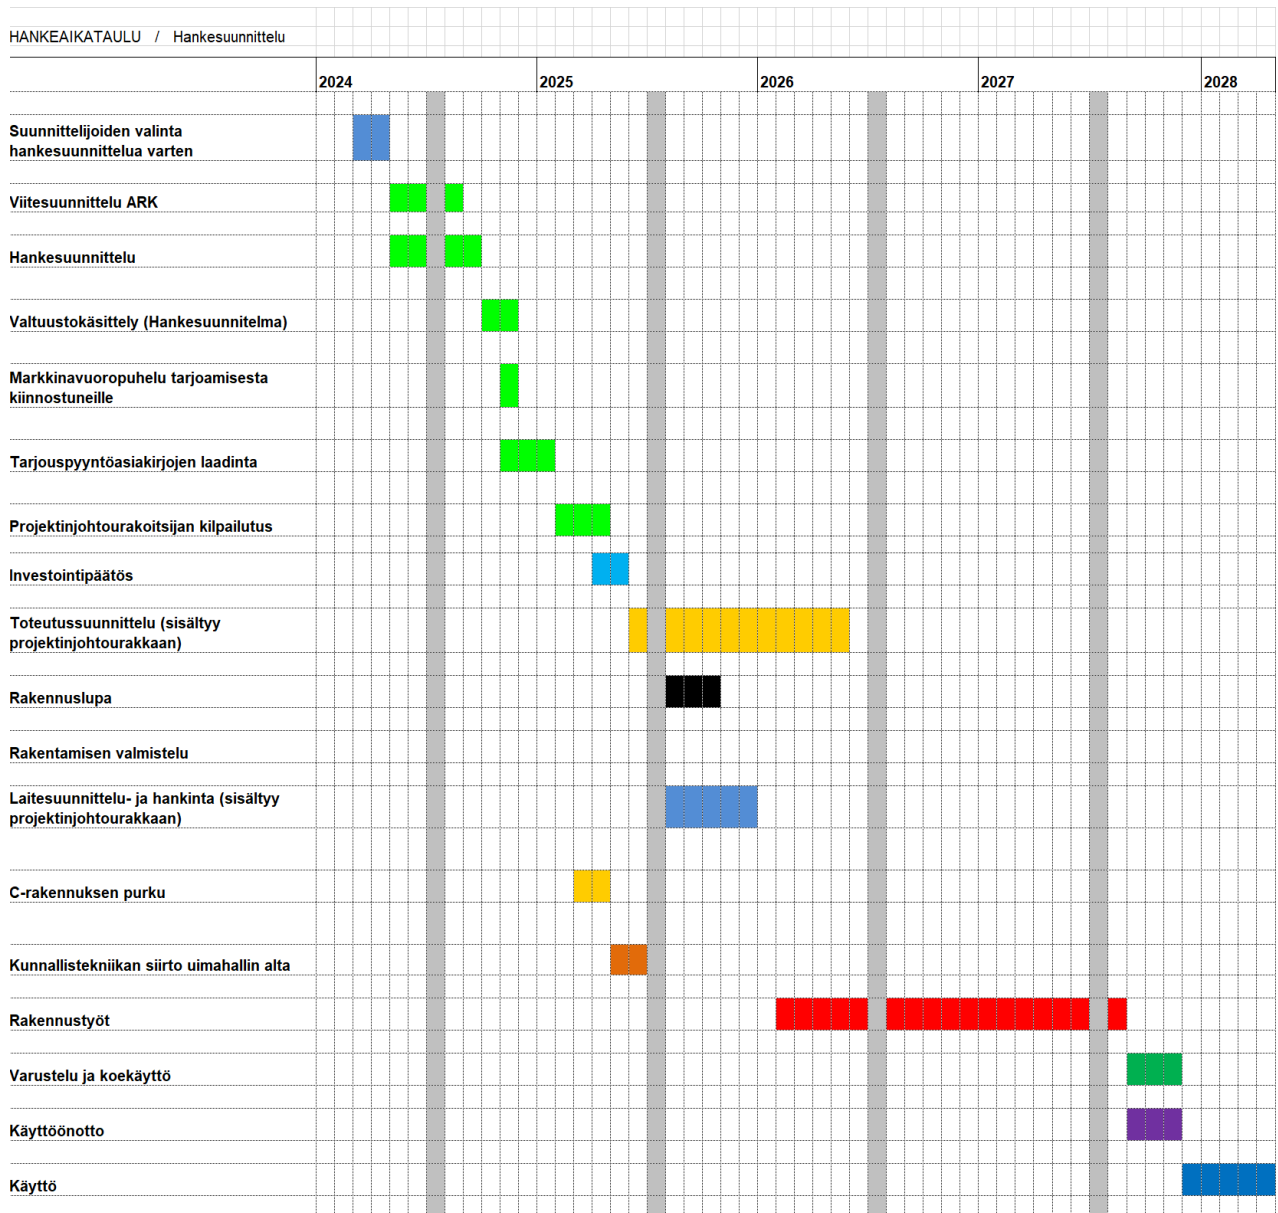 HANKEAIKATAULU / Hankesuunnittelu
2024 2025 2026 2027 2028
Suunnittelijoiden valinta
hankesuunnittelua varten
Viitesuunnittelu ARK
Hankesuunnittelu
Valtuustokäsittely (Hankesuunnitelma)
Markkinavuoropuhelu tarjoamisesta
kiinnostuneille
Tarjouspyyntöasiakirjojen laadinta
Projektinjohtourakoitsijan kilpailutus
Investointipäätös
Toteutussuunnittelu (sisältyy
projektinjohtourakkaan)
Rakennuslupa
Rakentamisen valmistelu
Laitesuunnittelu- ja hankinta (sisältyy
projektinjohtourakkaan)
C-rakennuksen purku
Kunnallistekniikan siirto uimahallin alta
Rakennustyöt
Varustelu ja koekäyttö
Käyttöönotto
Käyttö